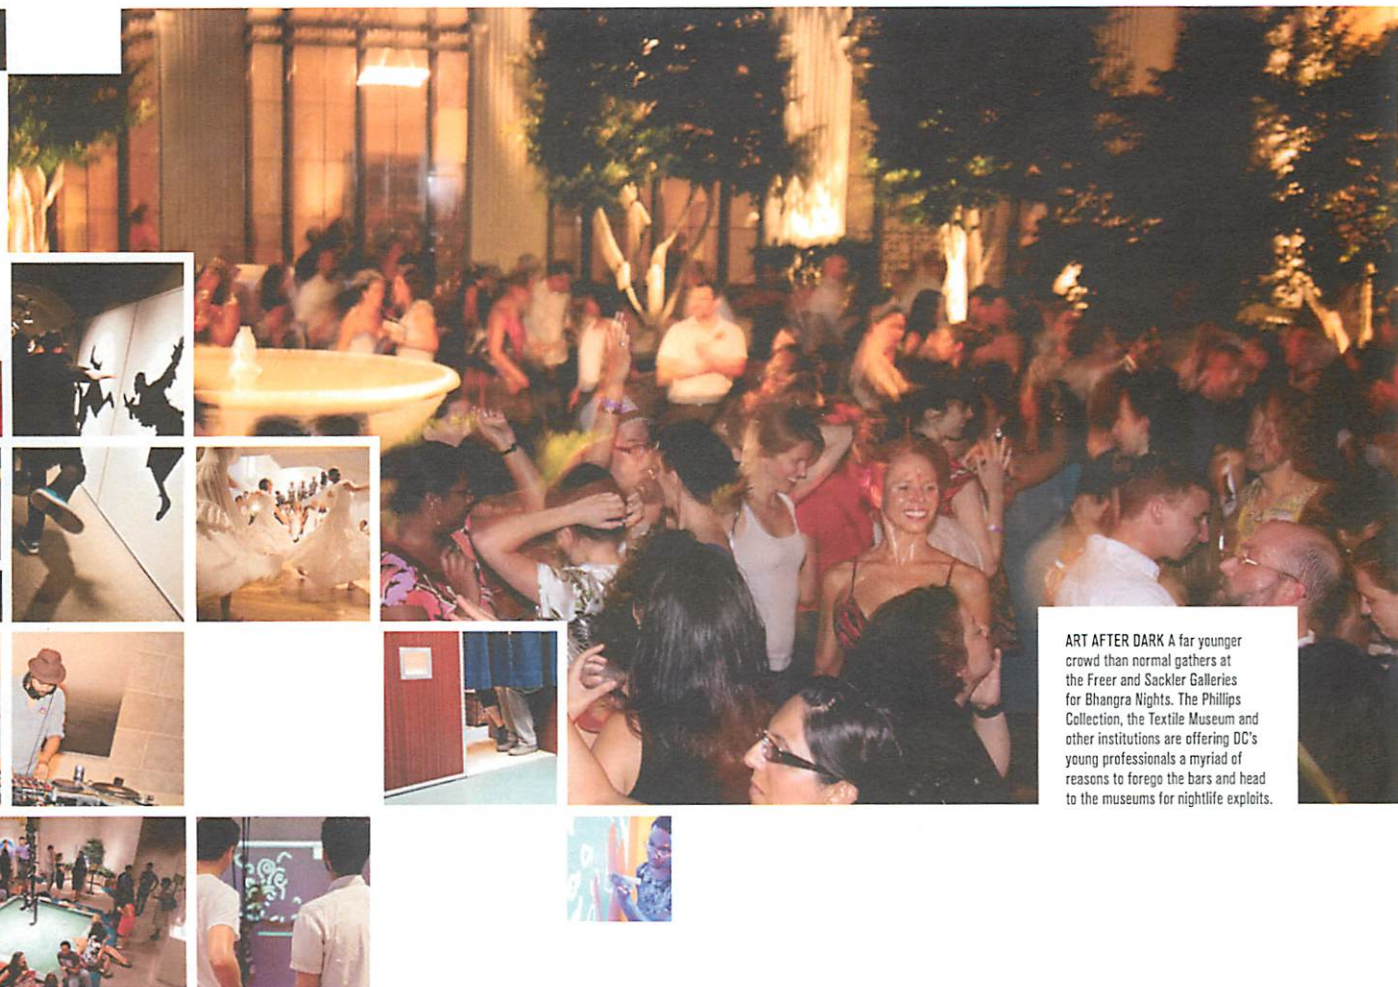 ART AFTER DARK A far younger
crowd than normal gathers at
the Freer and Sackler Galleries
for Bhangra Nights. The Phillips
Collection, the Textile Museum and
other institutions are offering DC's
young professionals a myriad of
reasons to forego the bars and head
to the museums for nightlife exploits.